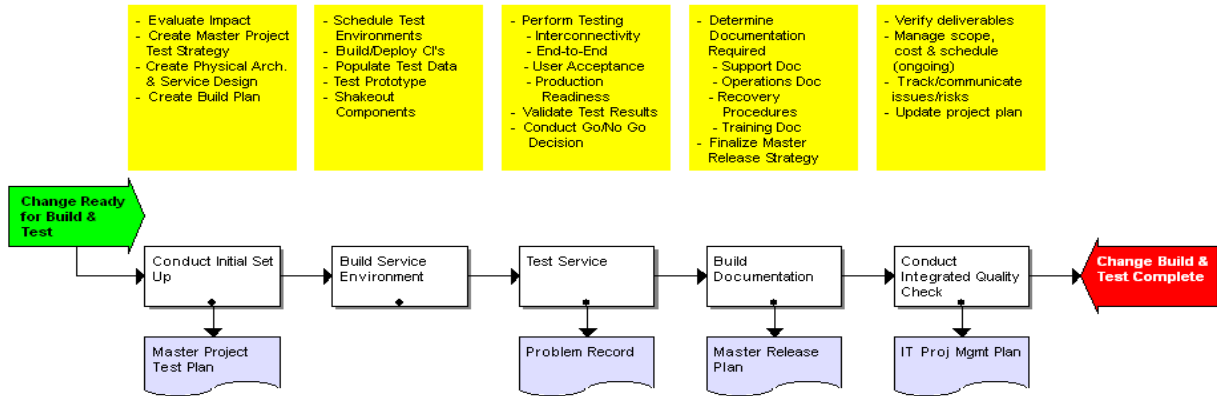 - Evaluate Impact
- Create Master Project
Test Strategy
- Create Physical Arch.
& Service Design
- Create Build Plan
- Schedule Test
Environments
- Build/Deploy CI's
- Populate Test Data
- Test Prototype
- Shakeout
Components
- Perform Testing
- Interconnectivity
- End-to-End
- User Acceptance
- Production
Readiness
- Validate Test Results
- Conduct Go/No Go
Decision
- Determine
Documentation
Required
- Support Doc
- Operations Doc
- Recovery
Procedures
- Training Doc
- Finalize Master
Release Strategy
- Verify deliverables
- Manage scope,
cost & schedule
(ongoing)
- Track/communicate
issues/risks
- Update project plan
Change Ready
for Build &
Test
Conduct Initial Set
Up
Build Service
Environment
Test Service
Build
Documentation
Conduct
Integrated Quality
Check
Change Build &
Test Complete
Master Project
Test Plan
Problem Record
Master Release
Plan
IT Proj Mgmt Plan